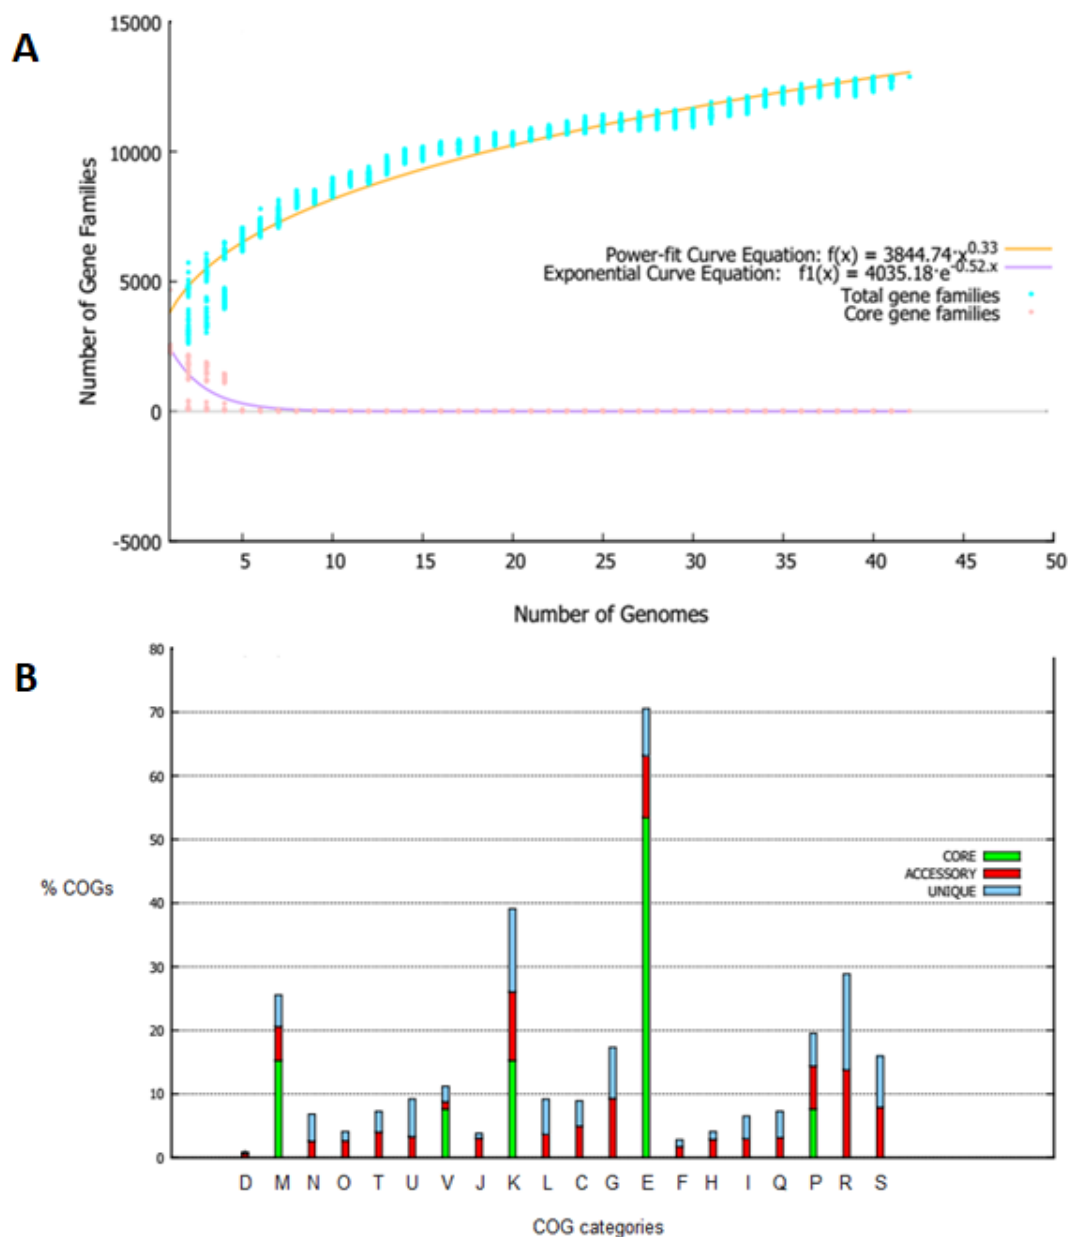 A
15000
10000
5000
0
-5000
Number of Gene Families
Power-fit Curve Equation: f(x) = 3844.74·x^0.33
Exponential Curve Equation: f1(x) = 4035.18·e^-0.52.x
Total gene families
Core gene families
5 10 15 20 25 30 35 40 45 50
Number of Genomes
B
80
70
60
50
40
30
20
10
0
% COGs
CORE
ACCESSORY
UNIQUE
D M N O T U V J K L C G E F H I Q P R S
COG categories